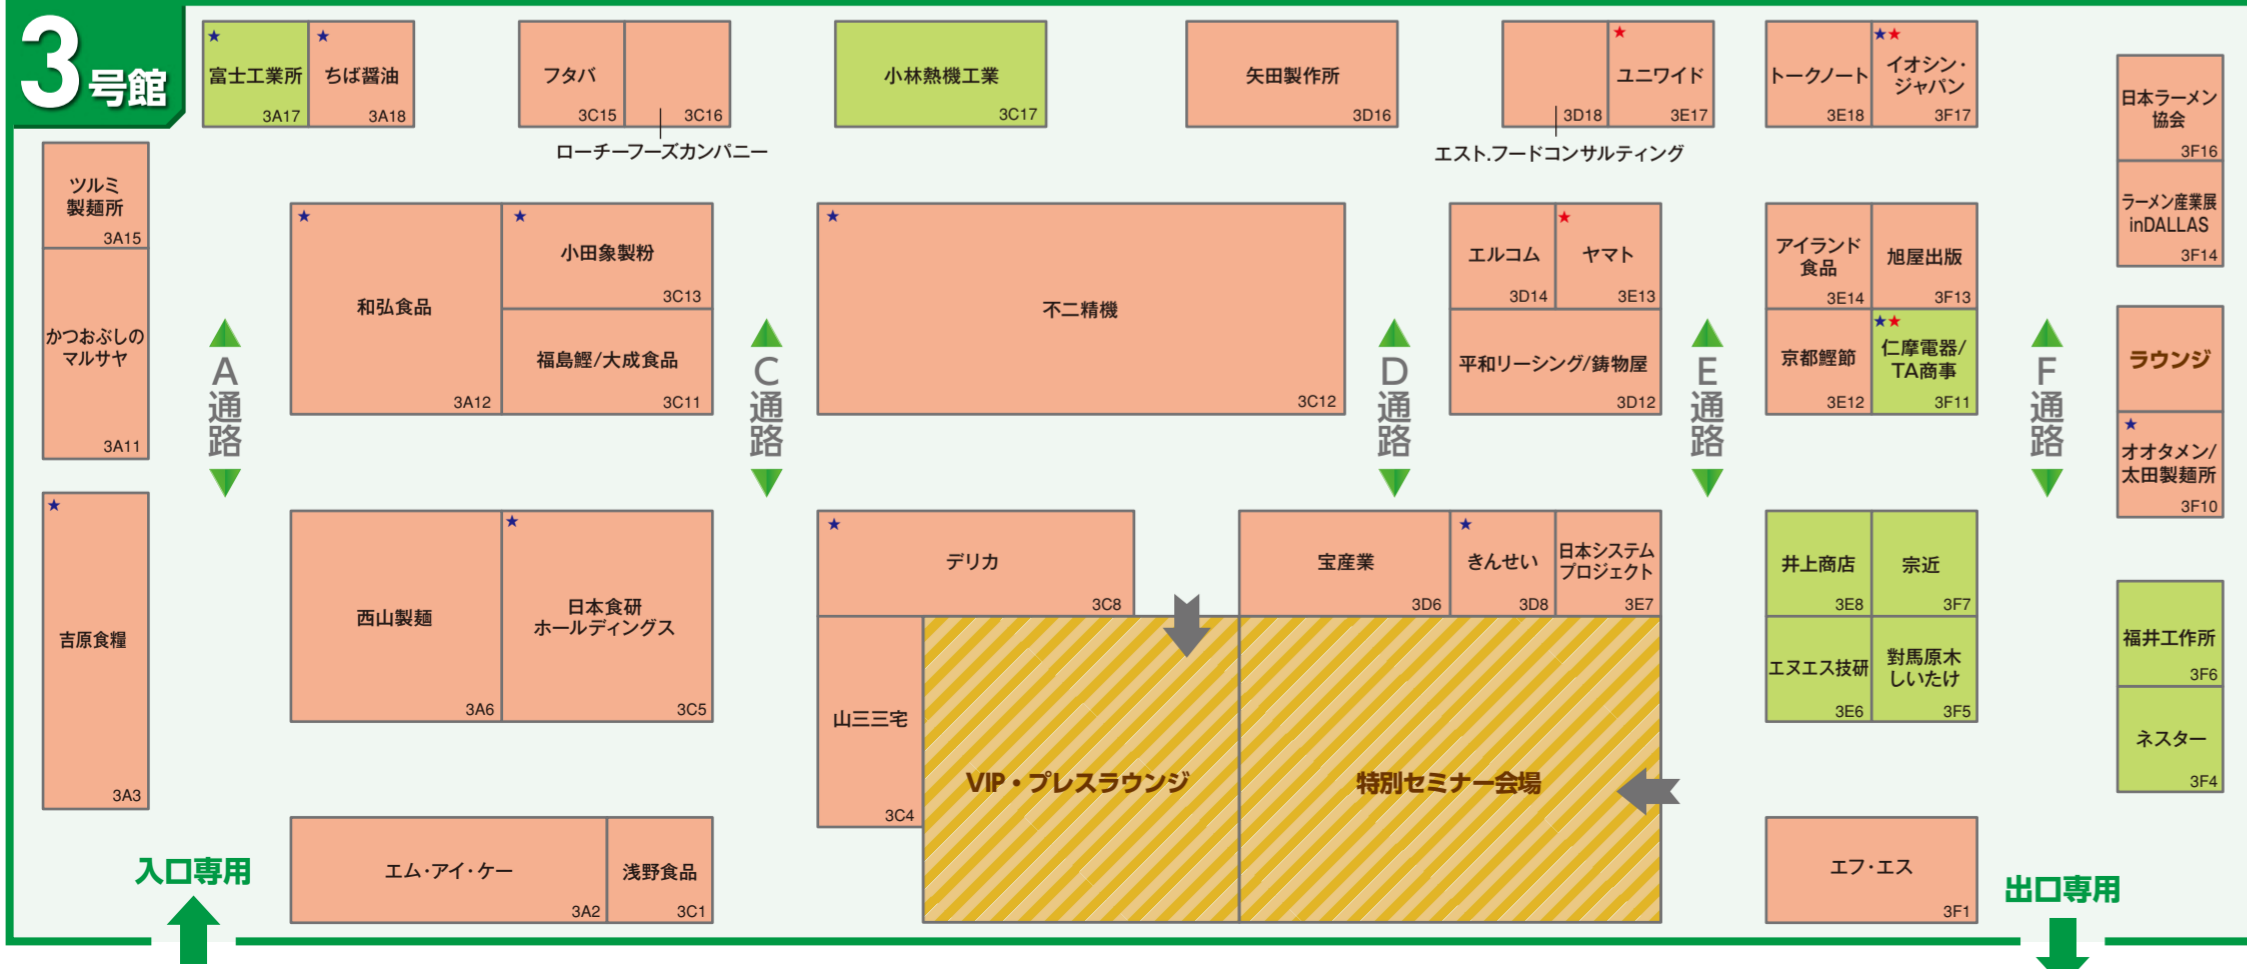 3号館
★
富士工業所
3A17
★
ちば醤油
3A18
フタバ
3C15
3C16
ローチーフーズカンパニー
小林熱機工業
3C17
矢田製作所
3D16
3D18
エスト.フードコンサルティング
★
ユニワイド
3E17
トークノート
3E18
★★
イオシン・
ジャパン
3F17
日本ラーメン
協会
3F16
ラーメン産業展
inDALLAS
3F14
ツルミ
製麺所
3A15
かつおぶしの
マルサヤ
3A11
★
吉原食糧
3A3
A通路
★
和弘食品
3A12
★
小田象製粉
3C13
福島鰹/大成食品
3C11
C通路
★
不二精機
3C12
D通路
エルコム
3D14
★
ヤマト
3E13
平和リーシング/鋳物屋
3D12
E通路
アイランド
食品
3E14
旭屋出版
3F13
京都鰹節
3E12
★★
仁摩電器/
TA商事
3F11
F通路
ラウンジ
★
オオタメン/
太田製麺所
3F10
西山製麺
3A6
★
日本食研
ホールディングス
3C5
★
デリカ
3C8
宝産業
3D6
★
きんせい
3D8
日本システム
プロジェクト
3E7
井上商店
3E8
宗近
3F7
エヌエス技研
3E6
對馬原木
しいたけ
3F5
福井工作所
3F6
ネスター
3F4
山三三宅
3C4
VIP・プレスラウンジ
特別セミナー会場
エム・アイ・ケー
3A2
浅野食品
3C1
エフ・エス
3F1
入口専用
出口専用